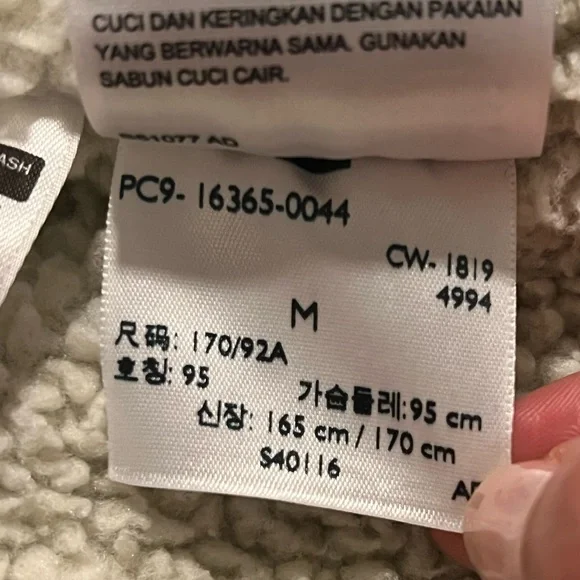 CUCI DAN KERINGKAN DENGAN PAKAIAN
YANG BERWARNA SAMA. GUNAKAN
SABUN CUCI CAIR.
AD
PC9- 16365-0044
CW- 1819
4994
M
尺码: 170/92A
호칭: 95
가슴둘레: 95 cm
신장: 165 cm / 170 cm
S40116